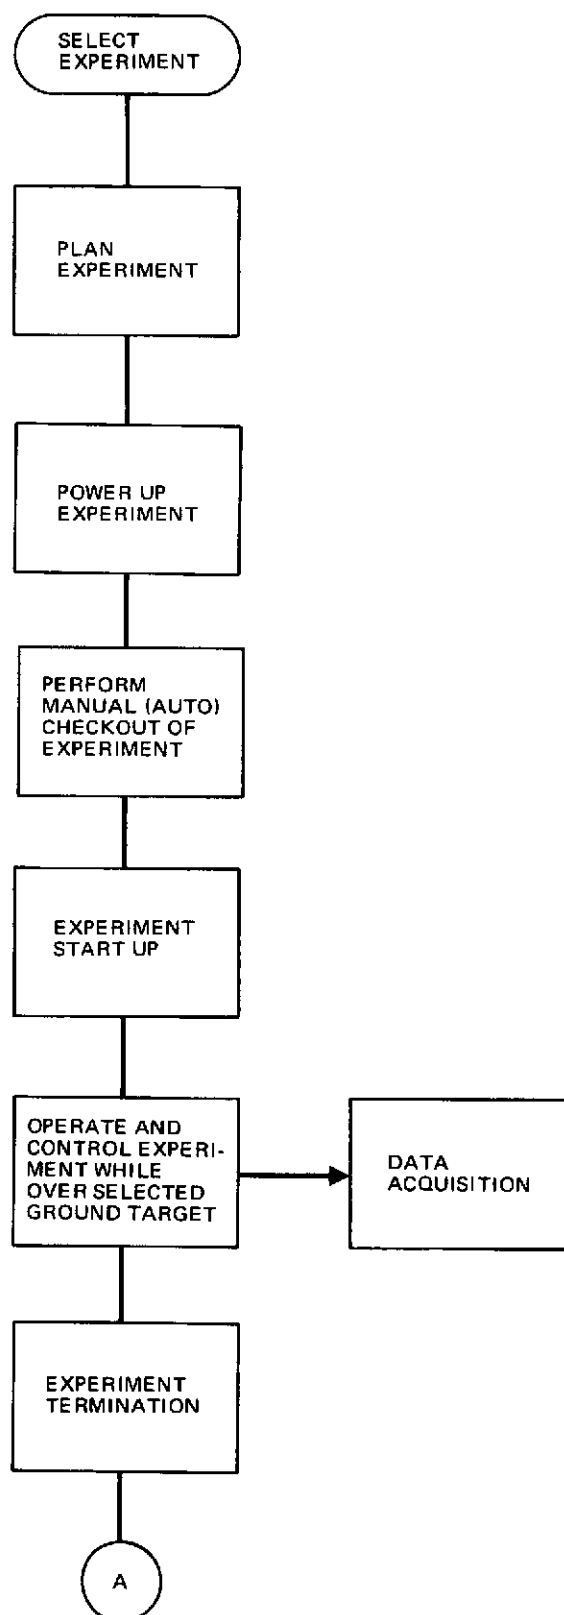 SELECT
EXPERIMENT
PLAN
EXPERIMENT
POWER UP
EXPERIMENT
PERFORM
MANUAL (AUTO)
CHECKOUT OF
EXPERIMENT
EXPERIMENT
START UP
OPERATE AND
CONTROL EXPERI-
MENT WHILE
OVER SELECTED
GROUND TARGET
DATA
ACQUISITION
EXPERIMENT
TERMINATION
A